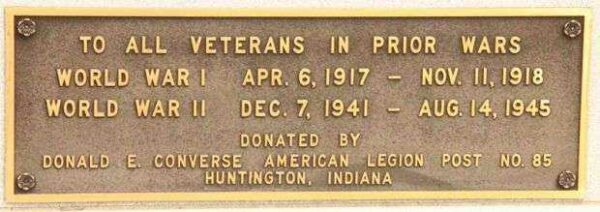 TO ALL VETERANS IN PRIOR WARS
WORLD WAR I APR. 6, 1917 – NOV. 11, 1918
WORLD WAR II DEC. 7, 1941 – AUG. 14, 1945
DONATED BY
DONALD E. CONVERSE AMERICAN LEGION POST NO. 85
HUNTINGTON, INDIANA